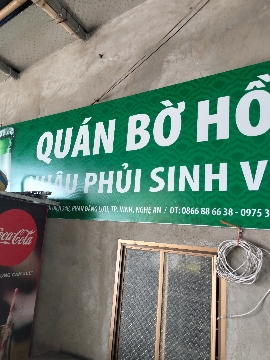 QUÁN BỜ HỒ
PHỦI SINH V
PHAN ĐĂNG LƯU, TP. VINH, NGHỆ AN / ĐT: 0866 88 66 38 - 0975 3
Coca-Cola